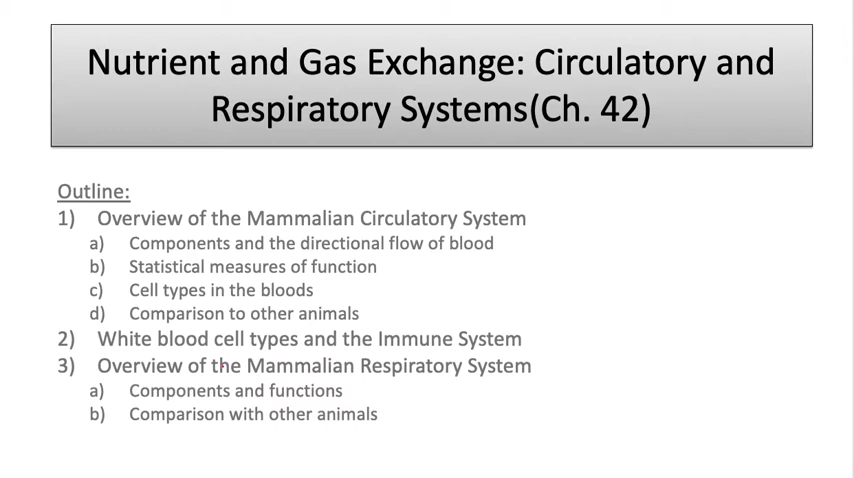 Nutrient and Gas Exchange: Circulatory and
Respiratory Systems(Ch. 42)
Outline:
1) Overview of the Mammalian Circulatory System
a) Components and the directional flow of blood
b) Statistical measures of function
c) Cell types in the bloods
d) Comparison to other animals
2) White blood cell types and the Immune System
3) Overview of the Mammalian Respiratory System
a) Components and functions
b) Comparison with other animals